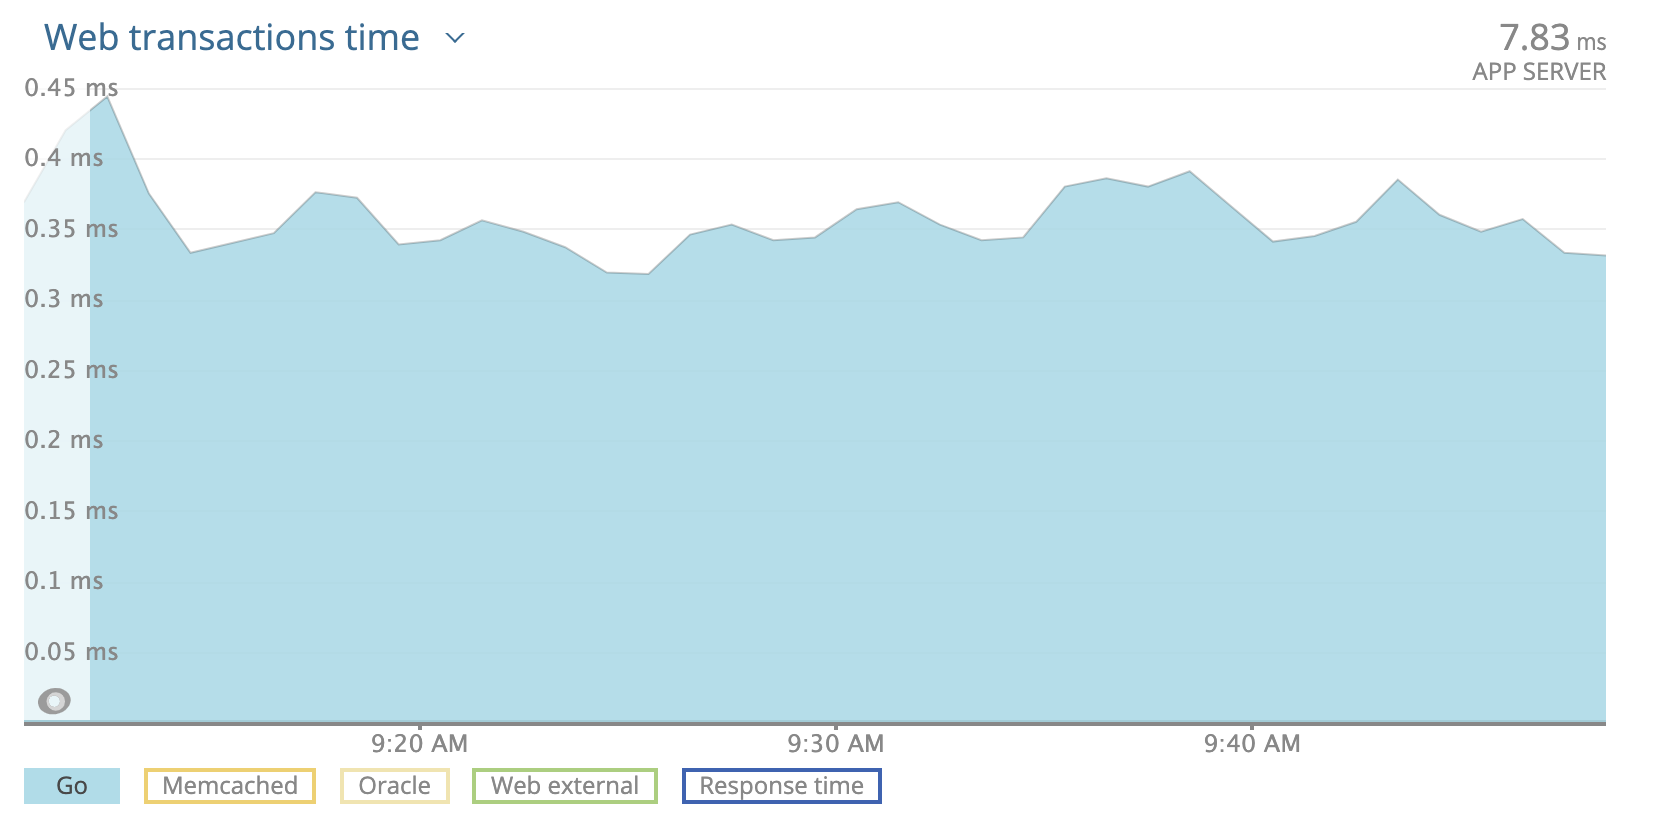 Web transactions time
7.83 ms
APP SERVER
0.45 ms
0.4 ms
0.35 ms
0.3 ms
0.25 ms
0.2 ms
0.15 ms
0.1 ms
0.05 ms
9:20 AM 9:30 AM 9:40 AM
Go Memcached Oracle Web external Response time